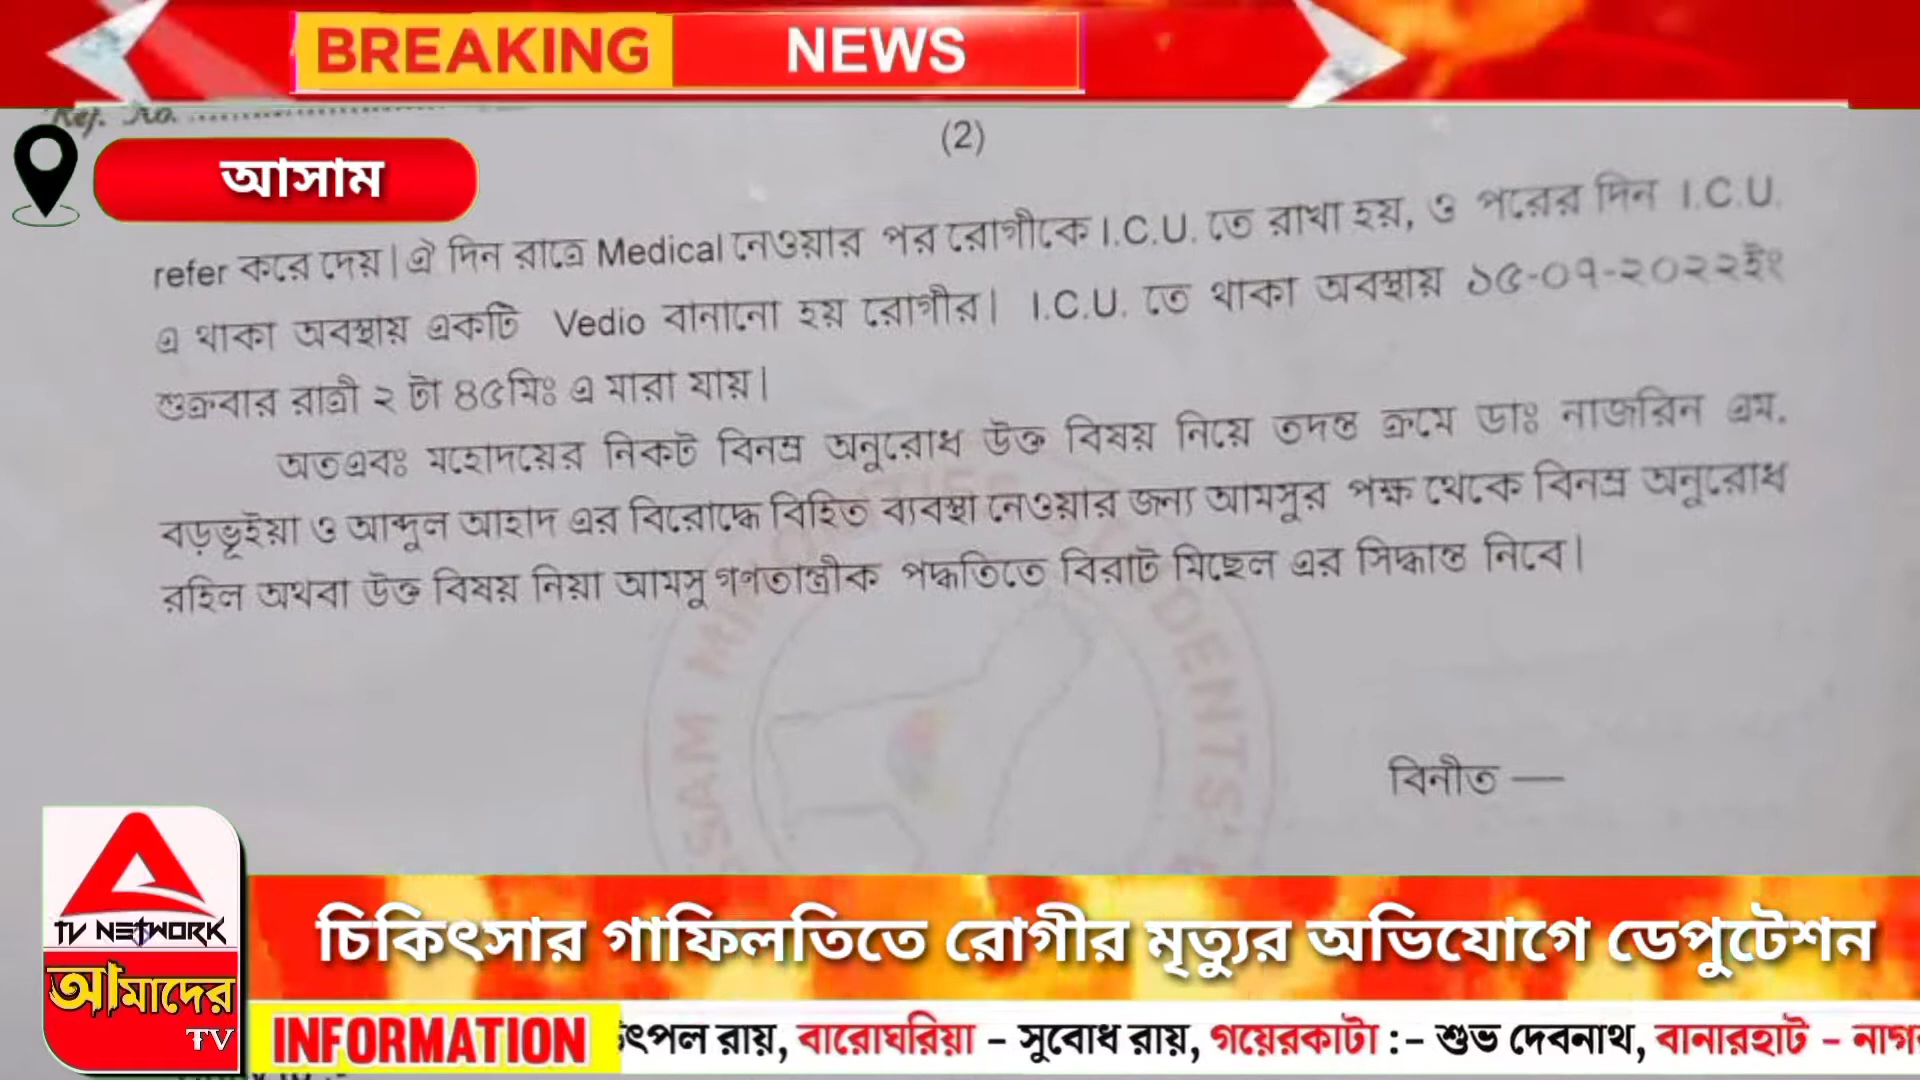 BREAKING NEWS
Ref. No.
(2)
আসাম
refer করে দেয়। ঐ দিন রাত্রে Medical নেওয়ার পর রোগীকে I.C.U. তে রাখা হয়, ও পরের দিন I.C.U.
এ থাকা অবস্থায় একটি Vedio বানানো হয় রোগীর। I.C.U. তে থাকা অবস্থায় ১৫-০৭-২০২২ইং
শুক্রবার রাত্রী ২ টা ৪৫মিঃ এ মারা যায়।
অতএবঃ মহোদয়ের নিকট বিনম্র অনুরোধ উক্ত বিষয় নিয়ে তদন্ত ক্রমে ডাঃ নাজরিন এম.
বড়ভূইয়া ও আব্দুল আহাদ এর বিরোদ্ধে বিহিত ব্যবস্থা নেওয়ার জন্য আমসুর পক্ষ থেকে বিনম্র অনুরোধ
রহিল অথবা উক্ত বিষয় নিয়া আমসু গণতান্ত্রীক পদ্ধতিতে বিরাট মিছেল এর সিদ্ধান্ত নিবে।
বিনীত —
TV NETWORK
আমাদের
TV
চিকিৎসার গাফিলতিতে রোগীর মৃত্যুর অভিযোগে ডেপুটেশন
INFORMATION উৎপল রায়, বারোঘরিয়া – সুবোধ রায়, গয়েরকাটা :– শুভ দেবনাথ, বানারহাট –